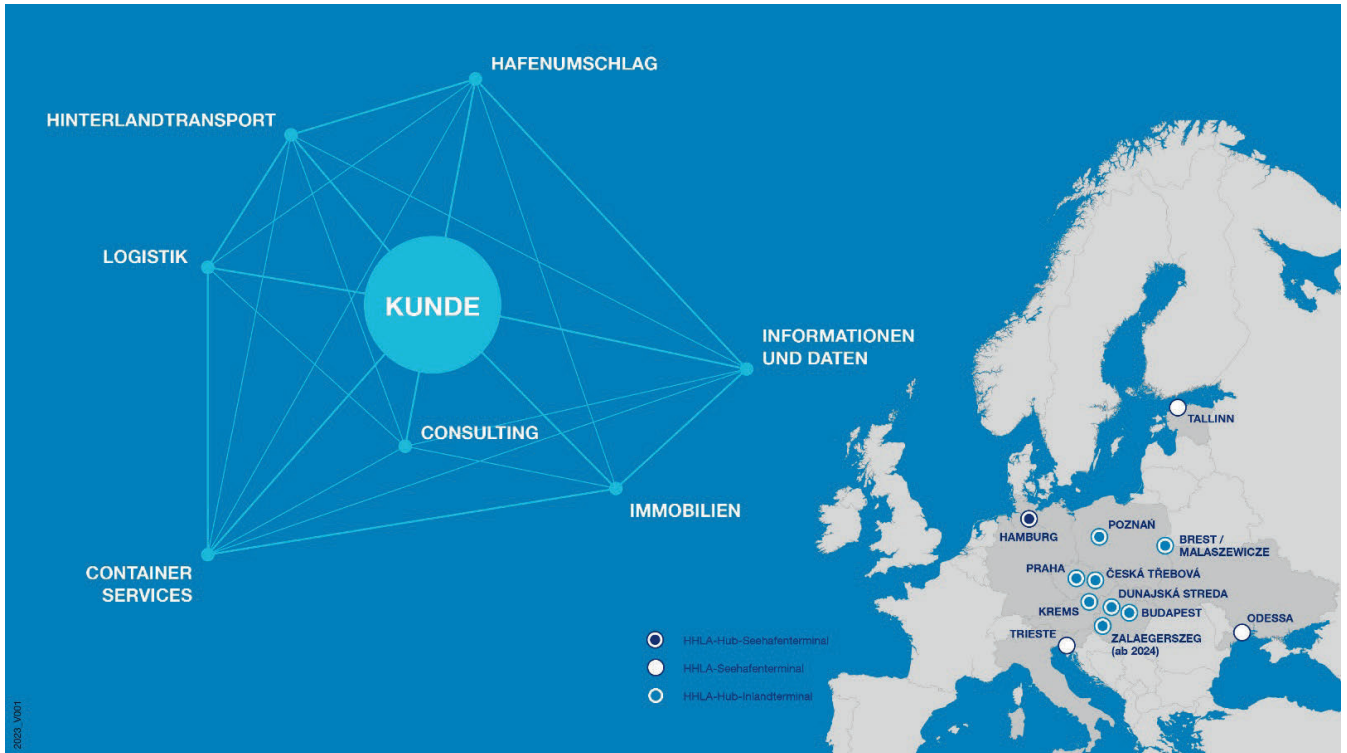 HAFENUMSCHLAG
HINTERLANDTRANSPORT
LOGISTIK
KUNDE
INFORMATIONEN
UND DATEN
CONSULTING
IMMOBILIEN
CONTAINER
SERVICES
TALLINN
HAMBURG
POZNAŃ
BREST /
MALASZEWICZE
PRAHA
ČESKÁ TŘEBOVÁ
DUNAJSKÁ STREDA
KREMS
BUDAPEST
ODESSA
TRIESTE
ZALAEGERSZEG
(ab 2024)
HHLA-Hub-Seehafenterminal
HHLA-Seehafenterminal
HHLA-Hub-Inlandterminal
2023_V001